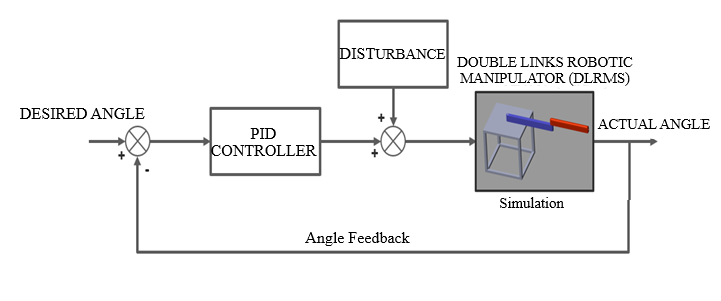 DISTURBANCE
DOUBLE LINKS ROBOTIC
MANIPULATOR (DLRMS)
DESIRED ANGLE
+
-
PID
CONTROLLER
+
+
ACTUAL ANGLE
Simulation
Angle Feedback